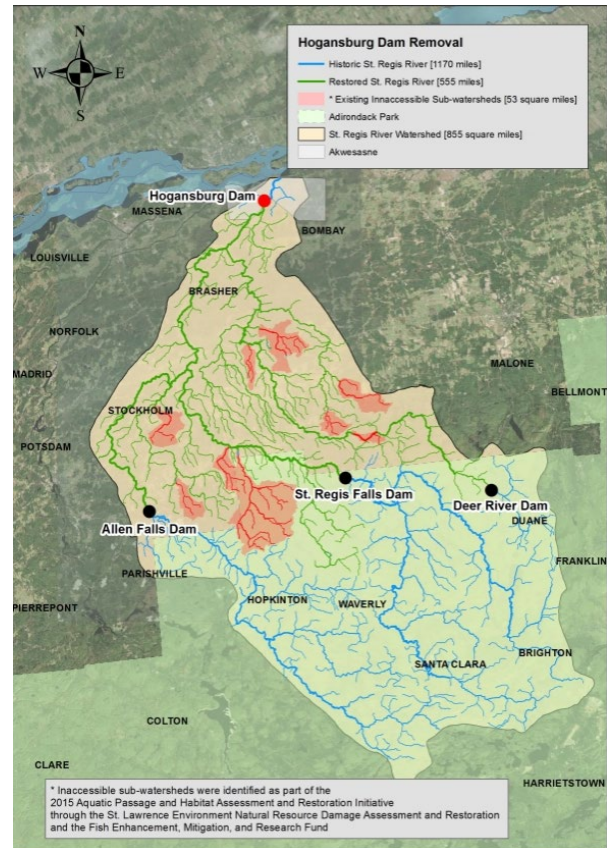 N
W
E
S
Hogansburg Dam Removal
Historic St. Regis River [1170 miles]
Restored St. Regis River [555 miles]
* Existing Innaccessible Sub-watersheds [53 square miles]
Adirondack Park
St. Regis River Watershed [855 square miles]
Akwesasne
Hogansburg Dam
MASSENA
BOMBAY
LOUISVILLE
BRASHER
NORFOLK
MALONE
MADRID
BELLMONT
STOCKHOLM
POTSDAM
St. Regis Falls Dam
Deer River Dam
Allen Falls Dam
DUANE
FRANKLIN
PARISHVILLE
PIERREPONT
HOPKINTON
WAVERLY
BRIGHTON
SANTA CLARA
COLTON
CLARE
HARRIETSTOWN
* Inaccessible sub-watersheds were identified as part of the
2015 Aquatic Passage and Habitat Assessment and Restoration Initiative
through the St. Lawrence Environment Natural Resource Damage Assessment and Restoration
and the Fish Enhancement, Mitigation, and Research Fund